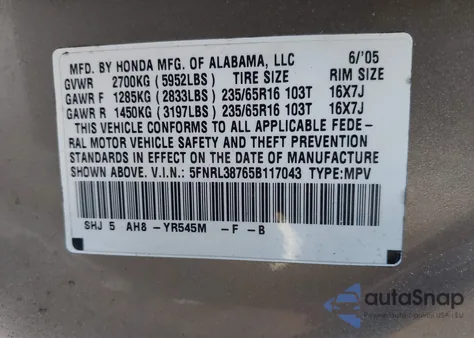 MFD. BY HONDA MFG. OF ALABAMA, LLC 6/'05
GVWR 2700KG (5952LBS) TIRE SIZE RIM SIZE
GAWR F 1285KG (2833LBS) 235/65R16 103T 16X7J
GAWR R 1450KG (3197LBS) 235/65R16 103T 16X7J
THIS VEHICLE CONFORMS TO ALL APPLICABLE FEDE-
RAL MOTOR VEHICLE SAFETY AND THEFT PREVENTION
STANDARDS IN EFFECT ON THE DATE OF MANUFACTURE
SHOWN ABOVE. V.I.N.: 5FNRL38765B117043 TYPE:MPV
SHJ 5 AH8 -YR545M -F -B
autoSnap